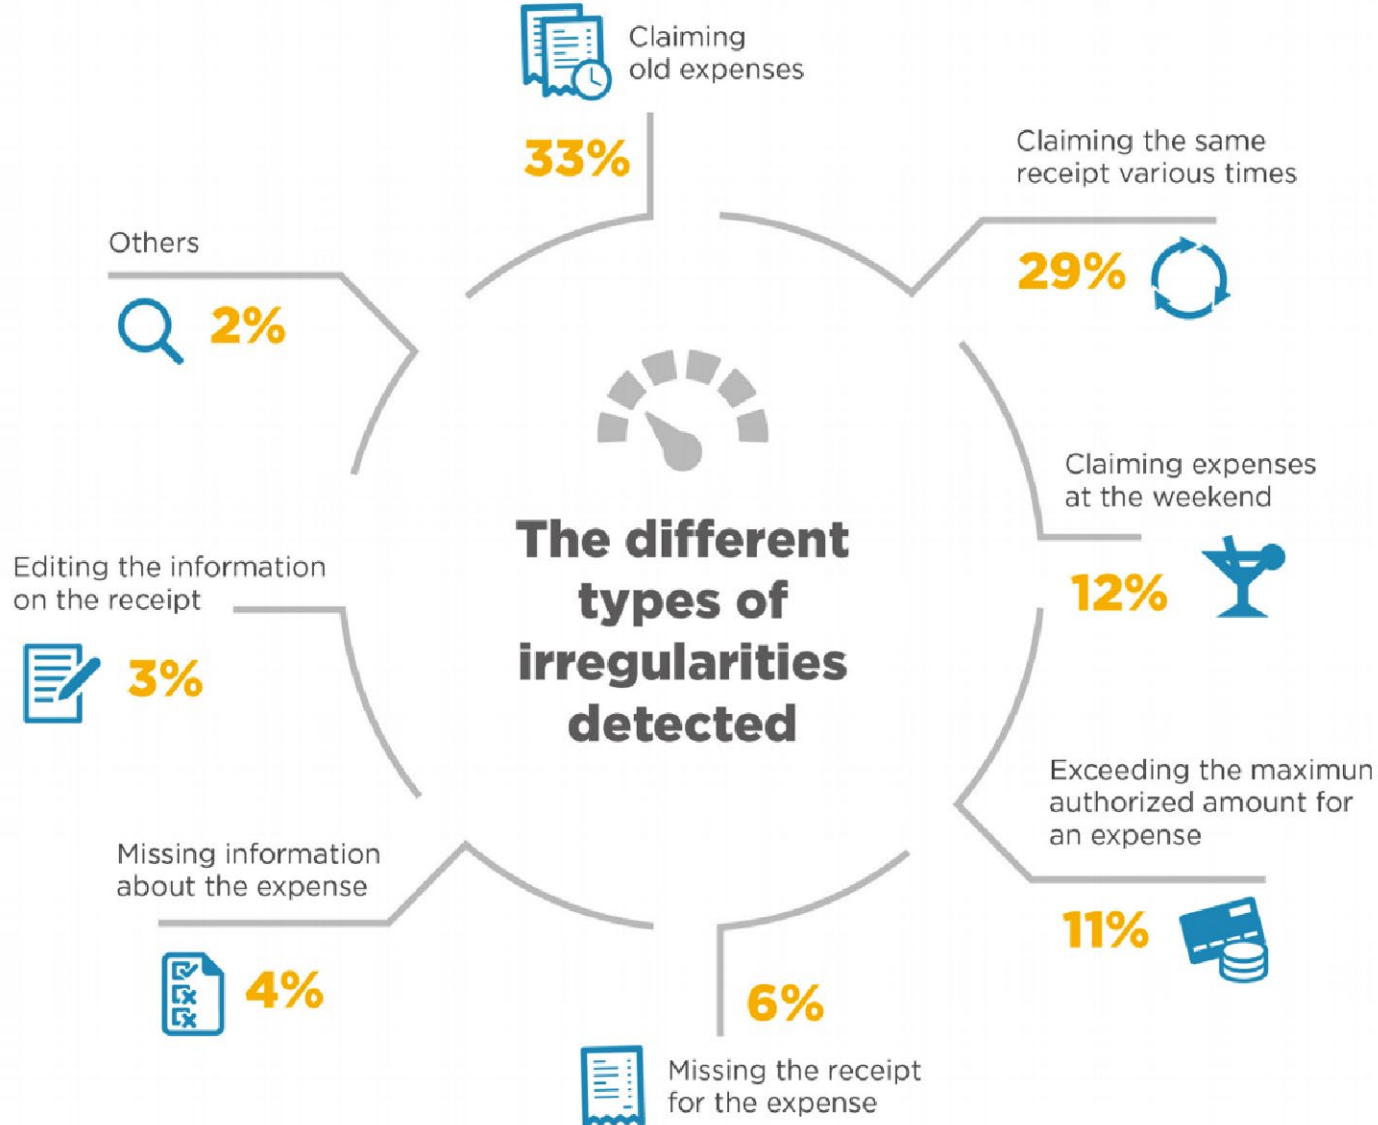 Claiming
old expenses
33%
Claiming the same
receipt various times
29%
Claiming expenses
at the weekend
12%
Exceeding the maximun
authorized amount for
an expense
11%
6%
Missing the receipt
for the expense
Missing information
about the expense
4%
Editing the information
on the receipt
3%
Others
2%
The different
types of
irregularities
detected